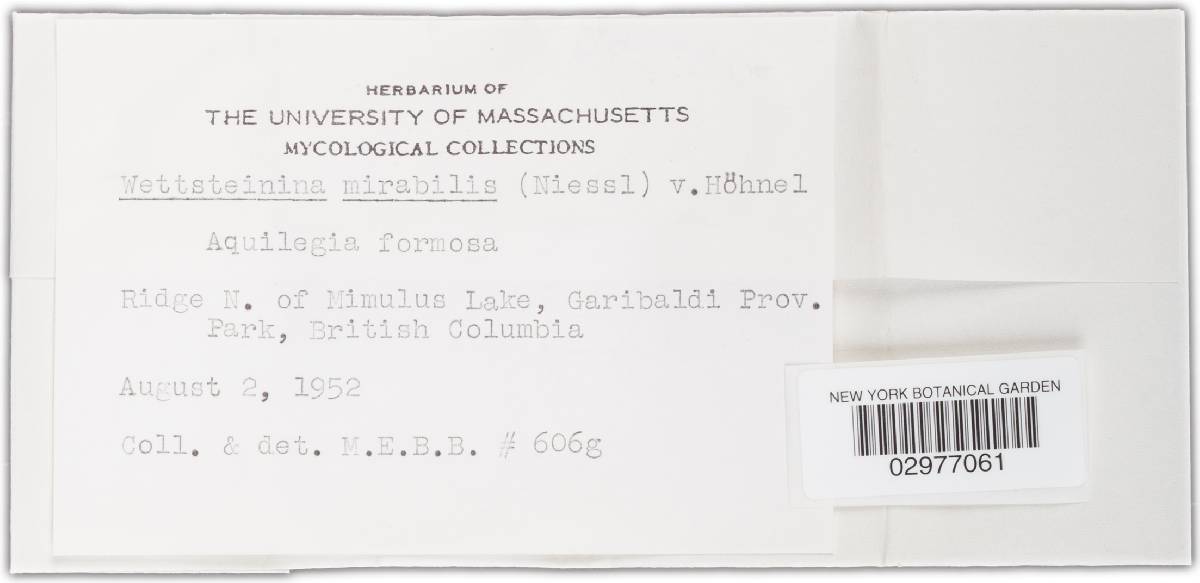 HERBARIUM OF
THE UNIVERSITY OF MASSACHUSETTS
MYCOLOGICAL COLLECTIONS
Wettsteinina mirabilis (Niessl) v.Höhnel
Aquilegia formosa
Ridge N. of Mimulus Lake, Garibaldi Prov.
Park, British Columbia
August 2, 1952
Coll. & det. M.E.B.B. # 606g
NEW YORK BOTANICAL GARDEN
02977061